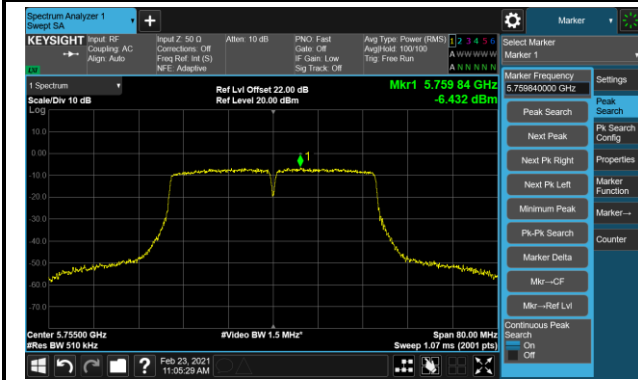 Spectrum Analyzer 1
Swept SA
Marker
KEYSIGHT
Input: RF
Coupling: AC
Align: Auto
Input Z: 50 Ω
Corrections: Off
Freq Ref: Int (S)
NFE: Adaptive
Atten: 10 dB
PNO: Fast
Gate: Off
IF Gain: Low
Sig Track: Off
Avg Type: Power (RMS)
Avg|Hold: 100/100
Trig: Free Run
1 2 3 4 5 6
A W W W W W
A N N N N N
LW
Select Marker
Marker 1
1 Spectrum
Scale/Div 10 dB
Ref Lvl Offset 22.00 dB
Ref Level 20.00 dBm
Mkr1 5.759 84 GHz
-6.432 dBm
Log
10.0
0.00
-10.0
-20.0
-30.0
-40.0
-50.0
-60.0
-70.0
1
Center 5.75500 GHz
#Res BW 510 kHz
#Video BW 1.5 MHz*
Span 80.00 MHz
Sweep 1.07 ms (2001 pts)
Marker Frequency
5.759840000 GHz
Peak Search
Next Peak
Next Pk Right
Next Pk Left
Minimum Peak
Pk-Pk Search
Marker Delta
Mkr→CF
Mkr→Ref Lvl
Continuous Peak
Search
On
Off
Settings
Peak
Search
Pk Search
Config
Properties
Marker
Function
Marker→
Counter
?
Feb 23, 2021
11:05:29 AM